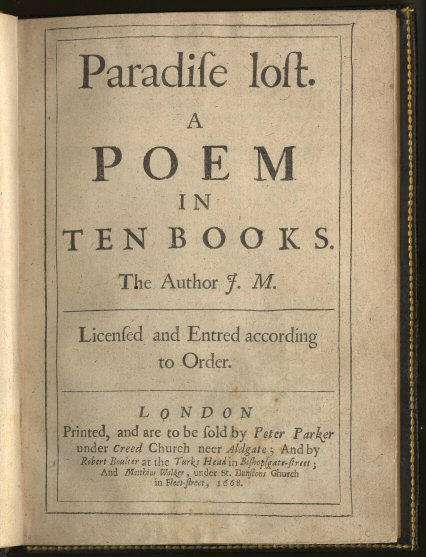 Paradiſe loſt.
A
POEM
IN
TEN BOOKS.
The Author J. M.
Licenſed and Entred according
to Order.
LONDON
Printed, and are to be ſold by Peter Parker
under Creed Church neer Aldgate; And by
Robert Boulter at the Turks Head in Biſhopſgate-ſtreet;
And Matthias Walker, under St. Dunſtons Church
in Fleet-ſtreet, 1668.